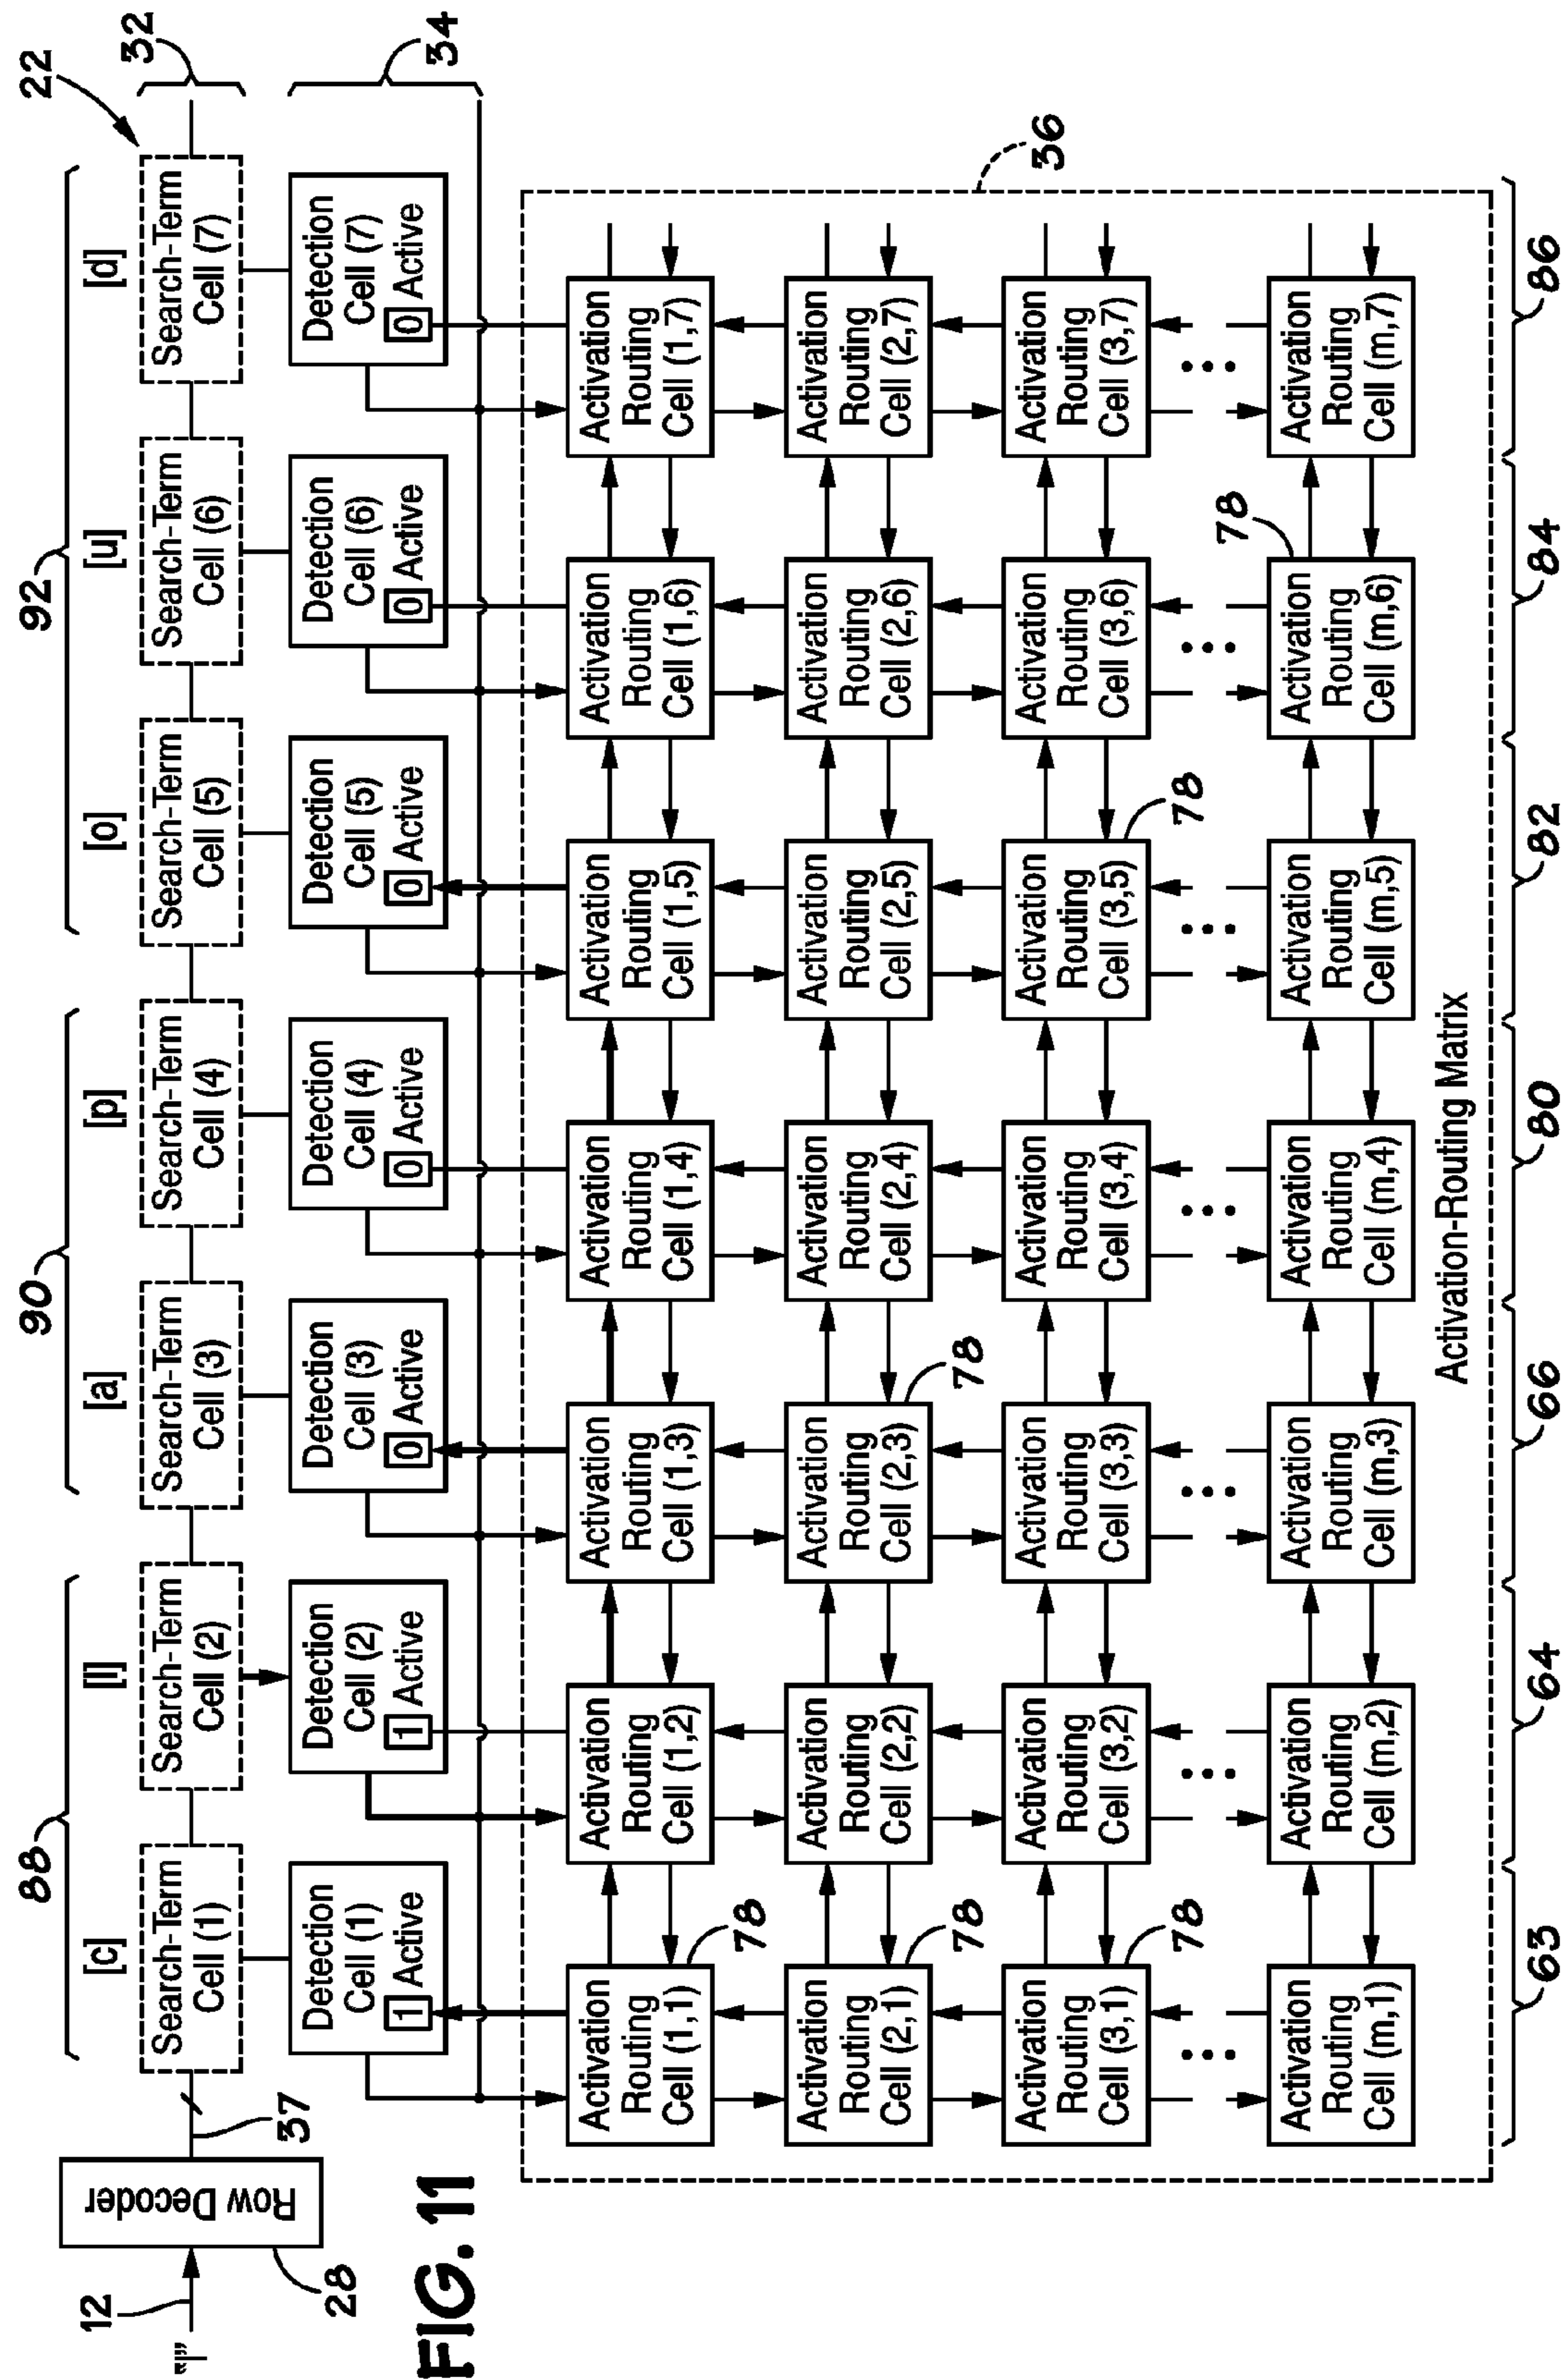 22
32
34
92
90
88
[c]
[l]
[a]
[p]
[o]
[u]
[d]
"l"
12
28
Row Decoder
37
Search-Term
Cell (1)
Search-Term
Cell (2)
Search-Term
Cell (3)
Search-Term
Cell (4)
Search-Term
Cell (5)
Search-Term
Cell (6)
Search-Term
Cell (7)
Detection
Cell (1)
1 Active
Detection
Cell (2)
1 Active
Detection
Cell (3)
0 Active
Detection
Cell (4)
0 Active
Detection
Cell (5)
0 Active
Detection
Cell (6)
0 Active
Detection
Cell (7)
0 Active
FIG. 11
36
Activation
Routing
Cell (1,1)
78
Activation
Routing
Cell (1,2)
Activation
Routing
Cell (1,3)
Activation
Routing
Cell (1,4)
Activation
Routing
Cell (1,5)
Activation
Routing
Cell (1,6)
Activation
Routing
Cell (1,7)
Activation
Routing
Cell (2,1)
78
Activation
Routing
Cell (2,2)
Activation
Routing
Cell (2,3)
78
Activation
Routing
Cell (2,4)
Activation
Routing
Cell (2,5)
Activation
Routing
Cell (2,6)
Activation
Routing
Cell (2,7)
Activation
Routing
Cell (3,1)
78
Activation
Routing
Cell (3,2)
Activation
Routing
Cell (3,3)
Activation
Routing
Cell (3,4)
Activation
Routing
Cell (3,5)
78
Activation
Routing
Cell (3,6)
Activation
Routing
Cell (3,7)
Activation
Routing
Cell (m,1)
Activation
Routing
Cell (m,2)
Activation
Routing
Cell (m,3)
Activation
Routing
Cell (m,4)
Activation
Routing
Cell (m,5)
Activation
Routing
Cell (m,6)
78
Activation
Routing
Cell (m,7)
Activation-Routing Matrix
63
64
66
80
82
84
86